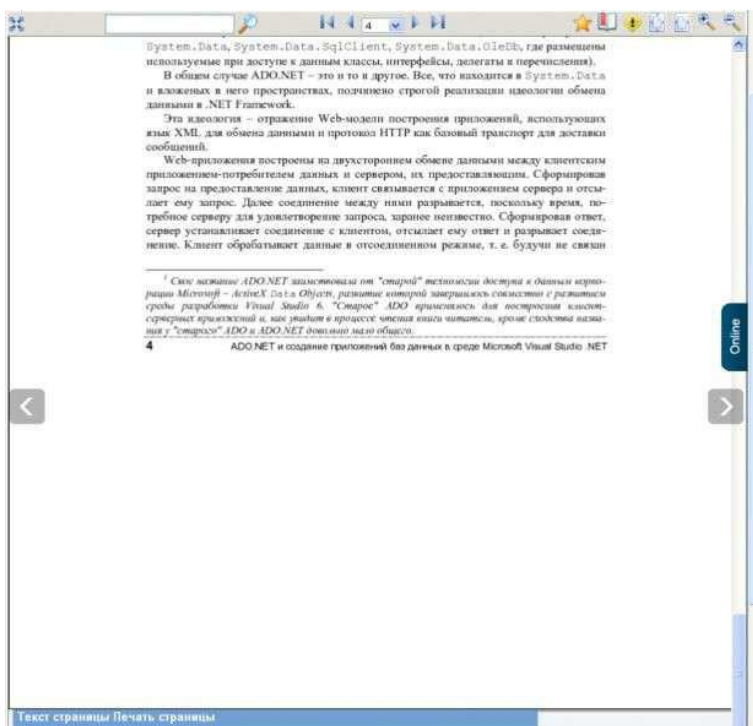 4
System.Data, System.Data.SqlClient, System.Data.OleDb, где размещены
используемые при доступе к данным классы, интерфейсы, делегаты и перечисления).
В общем случае ADO.NET – это и то и другое. Все, что находится в System.Data
и вложеных в него пространствах, подчинено строгой реализации идеологии обмена
данными в .NET Framework.
Эта идеология – отражение Web-модели построения приложений, использующих
язык XML для обмена данными и протокол HTTP как базовый транспорт для доставки
сообщений.
Web-приложения построены на двухстороннем обмене данными между клиентским
приложением-потребителем данных и сервером, их предоставляющим. Сформировав
запрос на предоставление данных, клиент связывается с приложением сервера и отсы-
лает ему запрос. Далее соединение между ними разрывается, поскольку время, по-
требное серверу для удовлетворение запроса, заранее неизвестно. Сформировав ответ,
сервер устанавливает соединение с клиентом, отсылает ему ответ и разрывает соеди-
нение. Клиент обрабатывает данные в отсоединенном режиме, т. е. будучи не связан
1 Свое название ADO.NET заимствовала от "старой" технологии доступа к данным корпо-
рации Microsoft – ActiveX Data Objects, развитие которой завершилось совместно с развитием
среды разработки Visual Studio 6. "Старое" ADO применялось для построения клиент-
серверных приложений и, как увидит в процессе чтения книги читатель, кроме сходства назва-
ния у "старого" ADO и ADO.NET довольно мало общего.
4 ADO.NET и создание приложений баз данных в среде Microsoft Visual Studio .NET
Online
Текст страницы Печать страницы